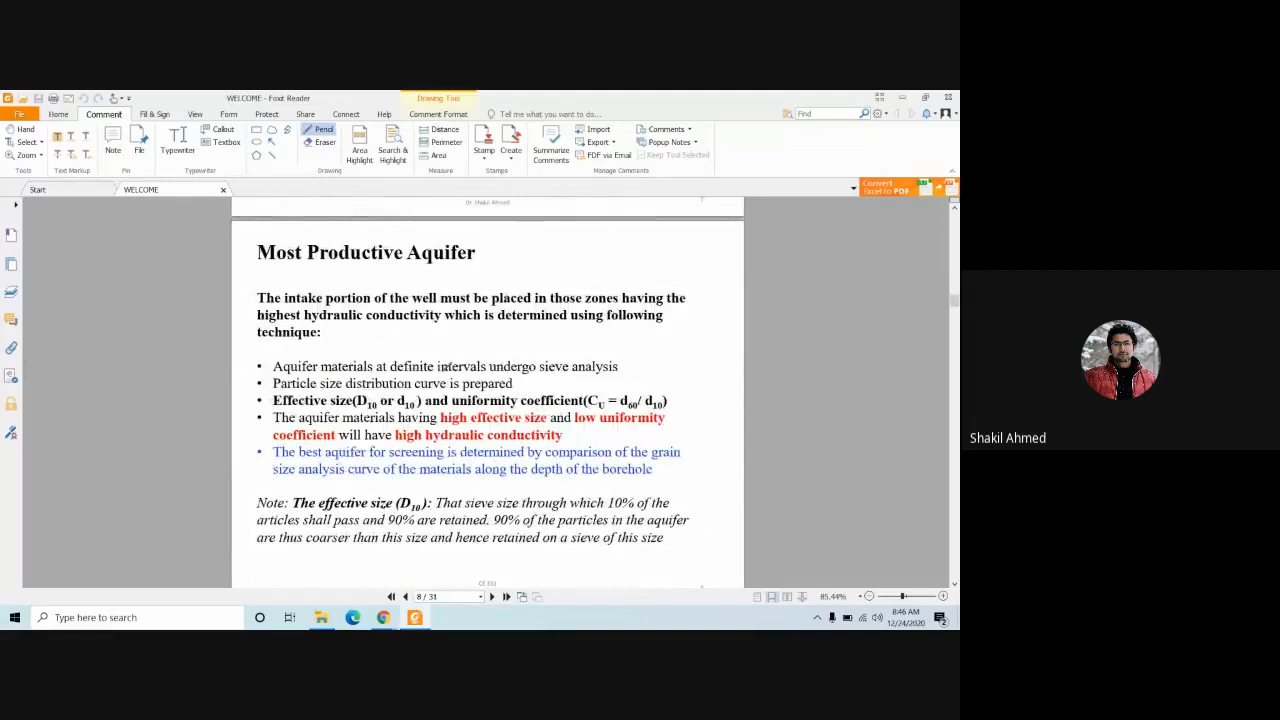 WELCOME - Foxit Reader
Drawing Tool
File Home Comment Fill & Sign View Form Protect Share Connect Help Comment Format Tell me what you want to do... Find
Hand
Select
Zoom
Tools
Text Markup
Note
File
Pin
Typewriter
Callout
Textbox
Typewriter
Pencil
Eraser
Drawing
Area Highlight
Search & Highlight
Distance
Perimeter
Area
Measure
Stamp
Create
Stamps
Summarize Comments
Import
Export
FDF via Email
Comments
Popup Notes
Keep Tool Selected
Manage Comments
Start
WELCOME
Convert
Excel to PDF
Dr. Shakil Ahmed 7
Most Productive Aquifer
The intake portion of the well must be placed in those zones having the
highest hydraulic conductivity which is determined using following
technique:
• Aquifer materials at definite intervals undergo sieve analysis
• Particle size distribution curve is prepared
• Effective size(D10 or d10 ) and uniformity coefficient(CU = d60/ d10)
• The aquifer materials having high effective size and low uniformity
coefficient will have high hydraulic conductivity
• The best aquifer for screening is determined by comparison of the grain
size analysis curve of the materials along the depth of the borehole
Note: The effective size (D10 ): That sieve size through which 10% of the
articles shall pass and 90% are retained. 90% of the particles in the aquifer
are thus coarser than this size and hence retained on a sieve of this size
8 / 31
85.44%
Type here to search
8:46 AM
12/24/2020
2
Shakil Ahmed